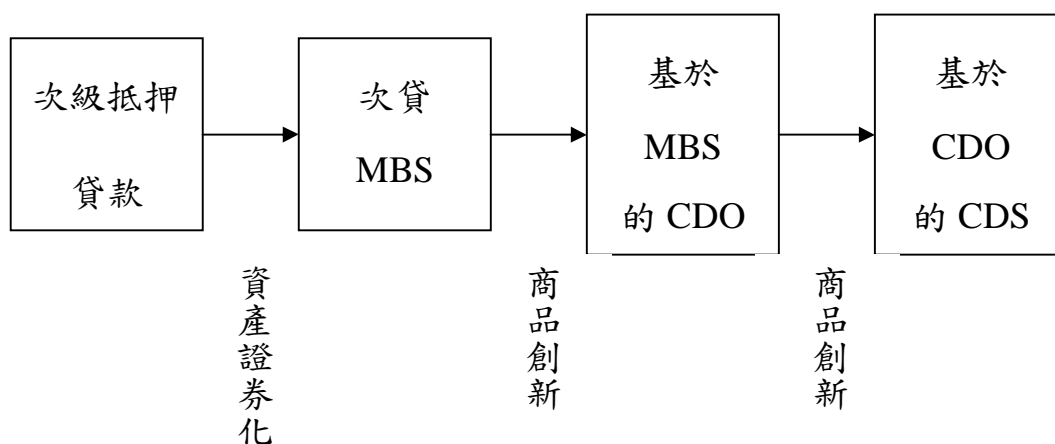 次級抵押
貸款
次貸
MBS
基於
MBS
的 CDO
基於
CDO
的 CDS
資產證券化
商品創新
商品創新